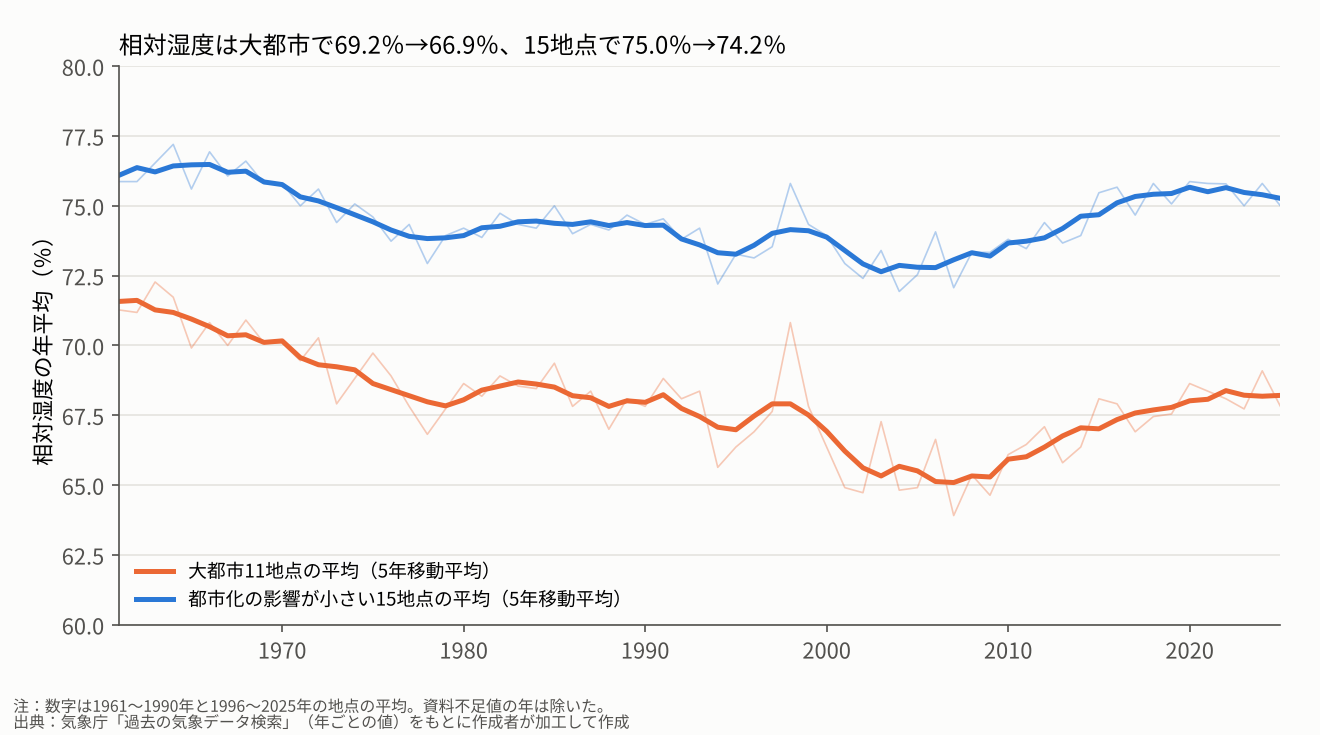 相対湿度は大都市で69.2%→66.9%、15地点で75.0%→74.2%
相対湿度の年平均（%）
80.0
77.5
75.0
72.5
70.0
67.5
65.0
62.5
60.0
大都市11地点の平均（5年移動平均）
都市化の影響が小さい15地点の平均（5年移動平均）
1970 1980 1990 2000 2010 2020
注：数字は1961～1990年と1996～2025年の地点の平均。資料不足値の年は除いた。
出典：気象庁「過去の気象データ検索」（年ごとの値）をもとに作成者が加工して作成